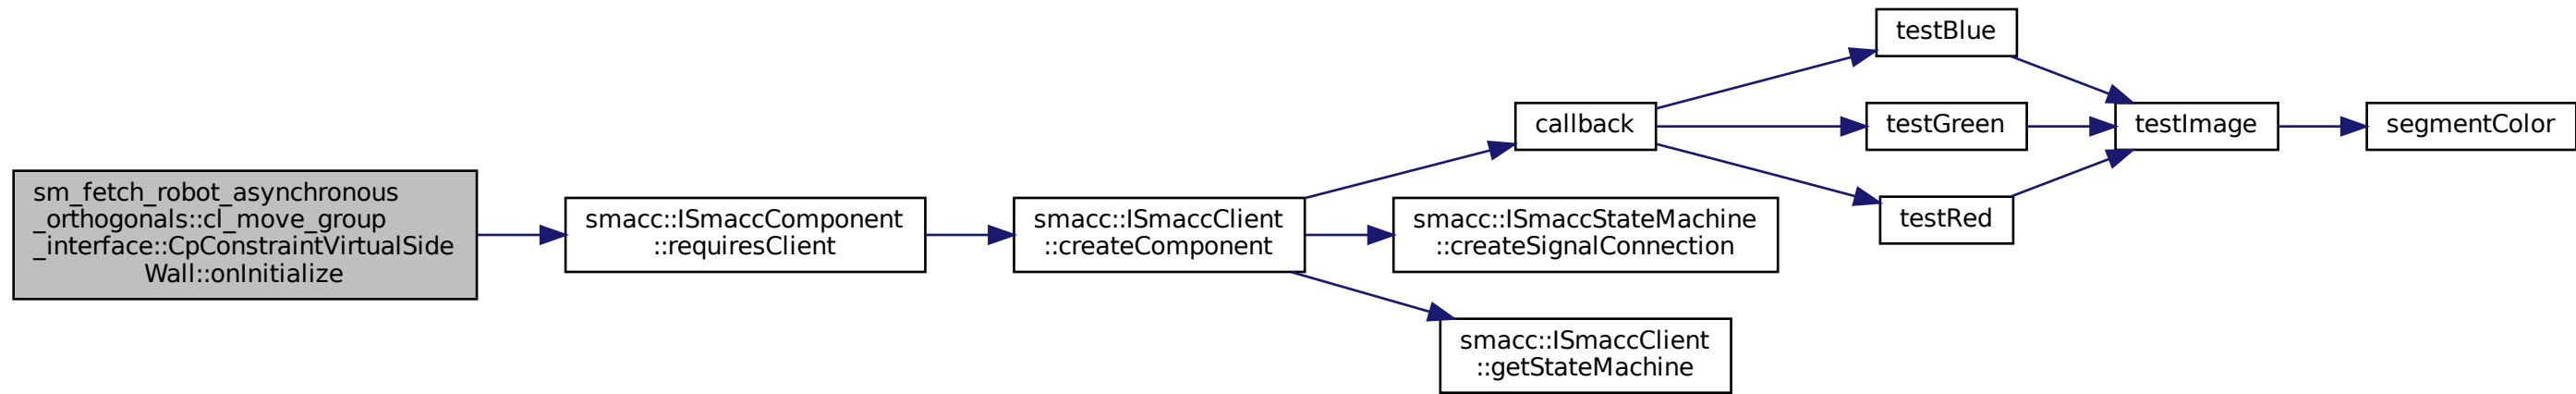 sm_fetch_robot_asynchronous
_orthogonals::cl_move_group
_interface::CpConstraintVirtualSide
Wall::onInitialize
smacc::ISmaccComponent
::requiresClient
smacc::ISmaccClient
::createComponent
callback
smacc::ISmaccStateMachine
::createSignalConnection
smacc::ISmaccClient
::getStateMachine
testBlue
testGreen
testRed
testImage
segmentColor